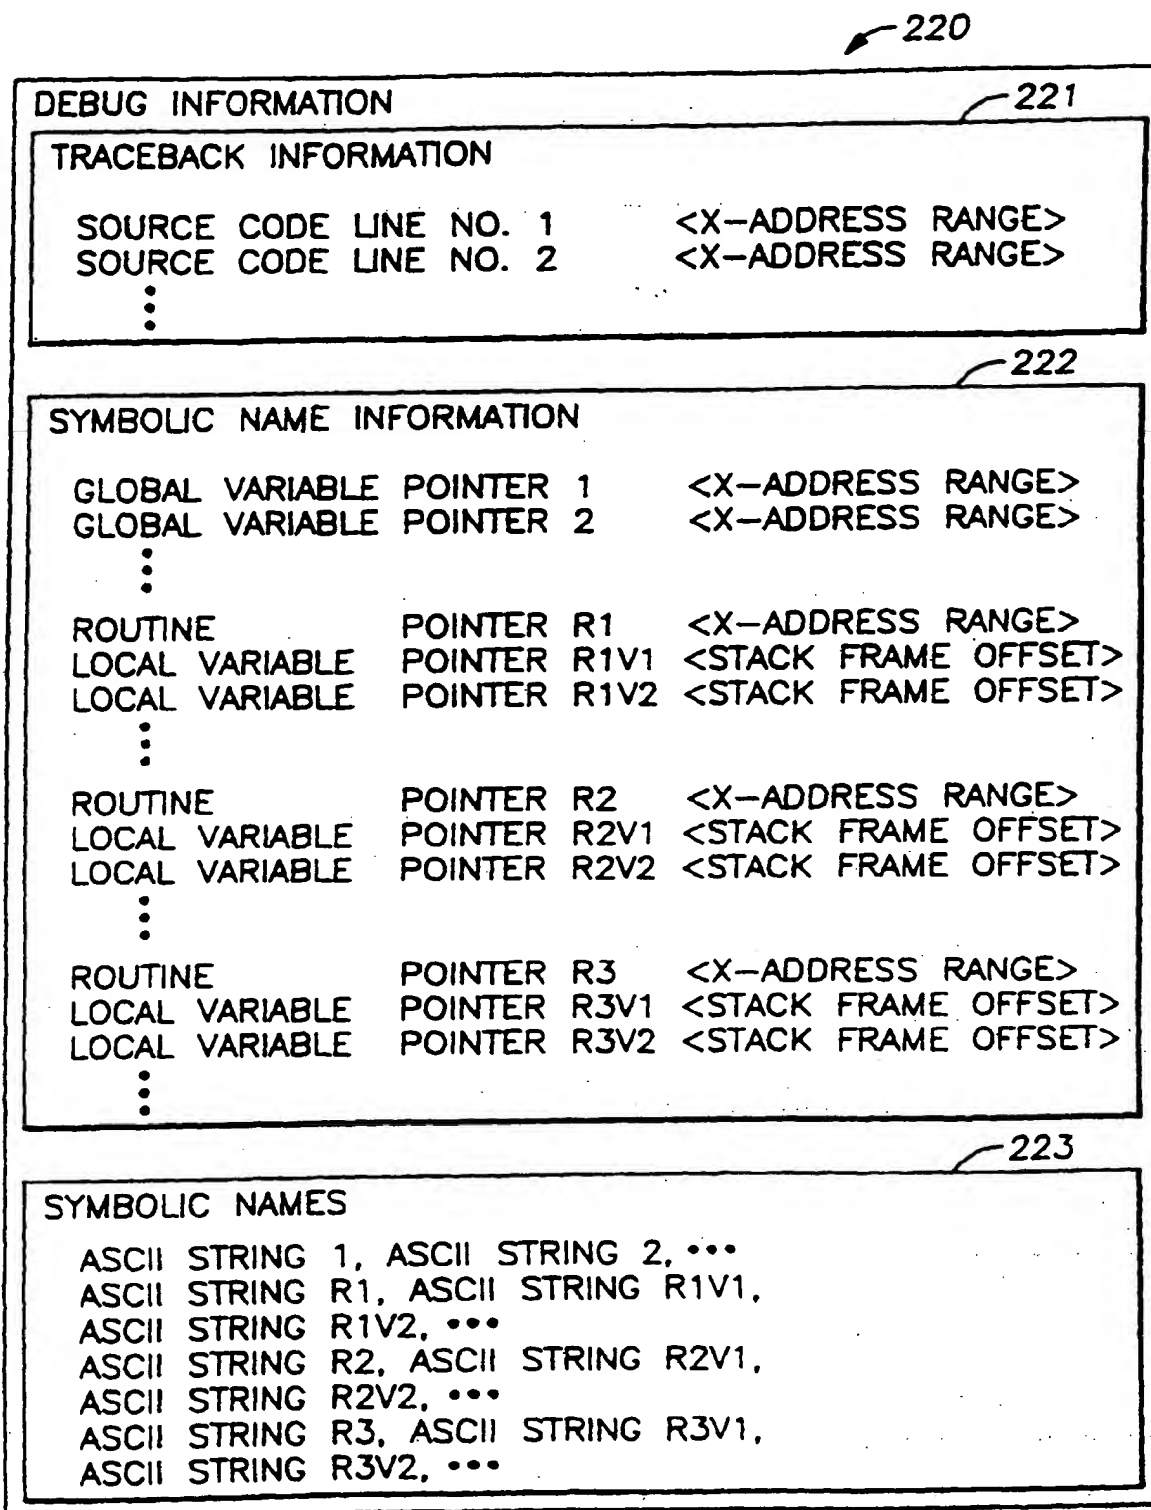 220
DEBUG INFORMATION 221
TRACEBACK INFORMATION
SOURCE CODE LINE NO. 1 <X-ADDRESS RANGE>
SOURCE CODE LINE NO. 2 <X-ADDRESS RANGE>
222
SYMBOLIC NAME INFORMATION
GLOBAL VARIABLE POINTER 1 <X-ADDRESS RANGE>
GLOBAL VARIABLE POINTER 2 <X-ADDRESS RANGE>
ROUTINE POINTER R1 <X-ADDRESS RANGE>
LOCAL VARIABLE POINTER R1V1 <STACK FRAME OFFSET>
LOCAL VARIABLE POINTER R1V2 <STACK FRAME OFFSET>
ROUTINE POINTER R2 <X-ADDRESS RANGE>
LOCAL VARIABLE POINTER R2V1 <STACK FRAME OFFSET>
LOCAL VARIABLE POINTER R2V2 <STACK FRAME OFFSET>
ROUTINE POINTER R3 <X-ADDRESS RANGE>
LOCAL VARIABLE POINTER R3V1 <STACK FRAME OFFSET>
LOCAL VARIABLE POINTER R3V2 <STACK FRAME OFFSET>
223
SYMBOLIC NAMES
ASCII STRING 1, ASCII STRING 2, •••
ASCII STRING R1, ASCII STRING R1V1,
ASCII STRING R1V2, •••
ASCII STRING R2, ASCII STRING R2V1,
ASCII STRING R2V2, •••
ASCII STRING R3, ASCII STRING R3V1,
ASCII STRING R3V2, •••